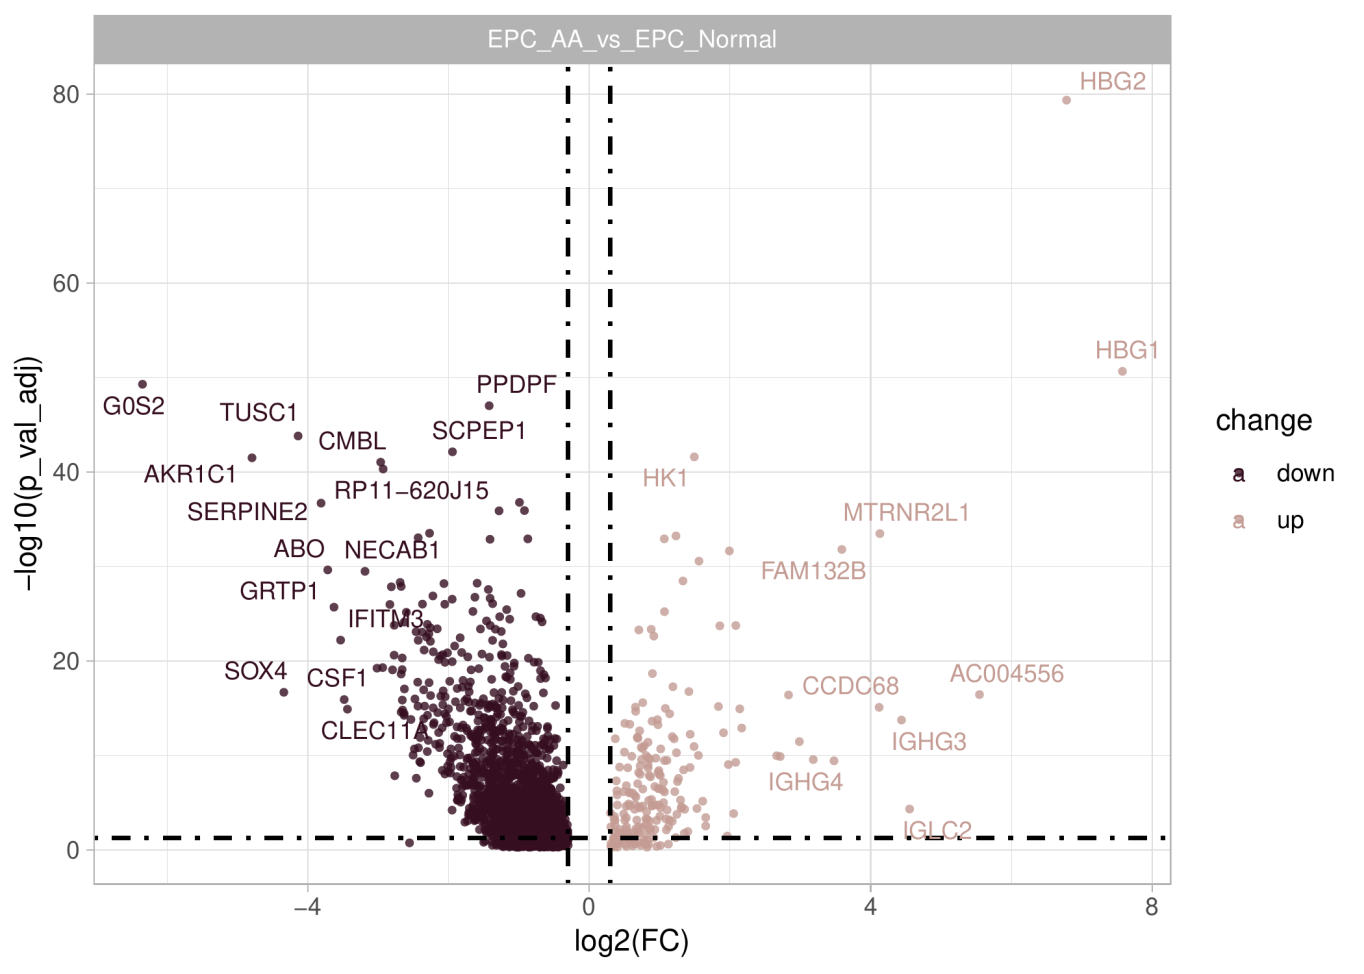 EPC_AA_vs_EPC_Normal
HBG2
80
60
HBG1
PPDPF
G0S2
TUSC1
SCPEP1
CMBL
AKR1C1
HK1
40
RP11−620J15
SERPINE2
MTRNR2L1
ABO
NECAB1
FAM132B
GRTP1
IFITM3
20
SOX4
CSF1
CCDC68
AC004556
CLEC11A
IGHG3
IGHG4
IGLC2
0
−4
0
4
8
log2(FC)
−log10(p_val_adj)
change
a down
a up